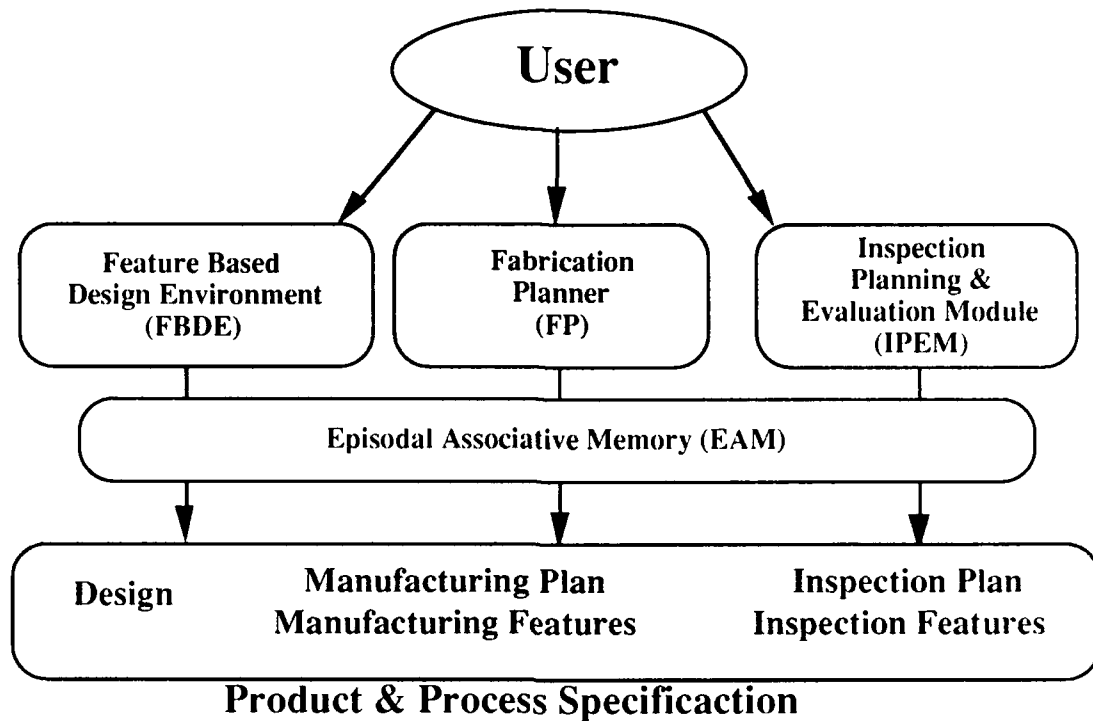 User
Feature Based
Design Environment
(FBDE)
Fabrication
Planner
(FP)
Inspection
Planning &
Evaluation Module
(IPEM)
Episodal Associative Memory (EAM)
Design
Manufacturing Plan
Manufacturing Features
Inspection Plan
Inspection Features
Product & Process Specificaction